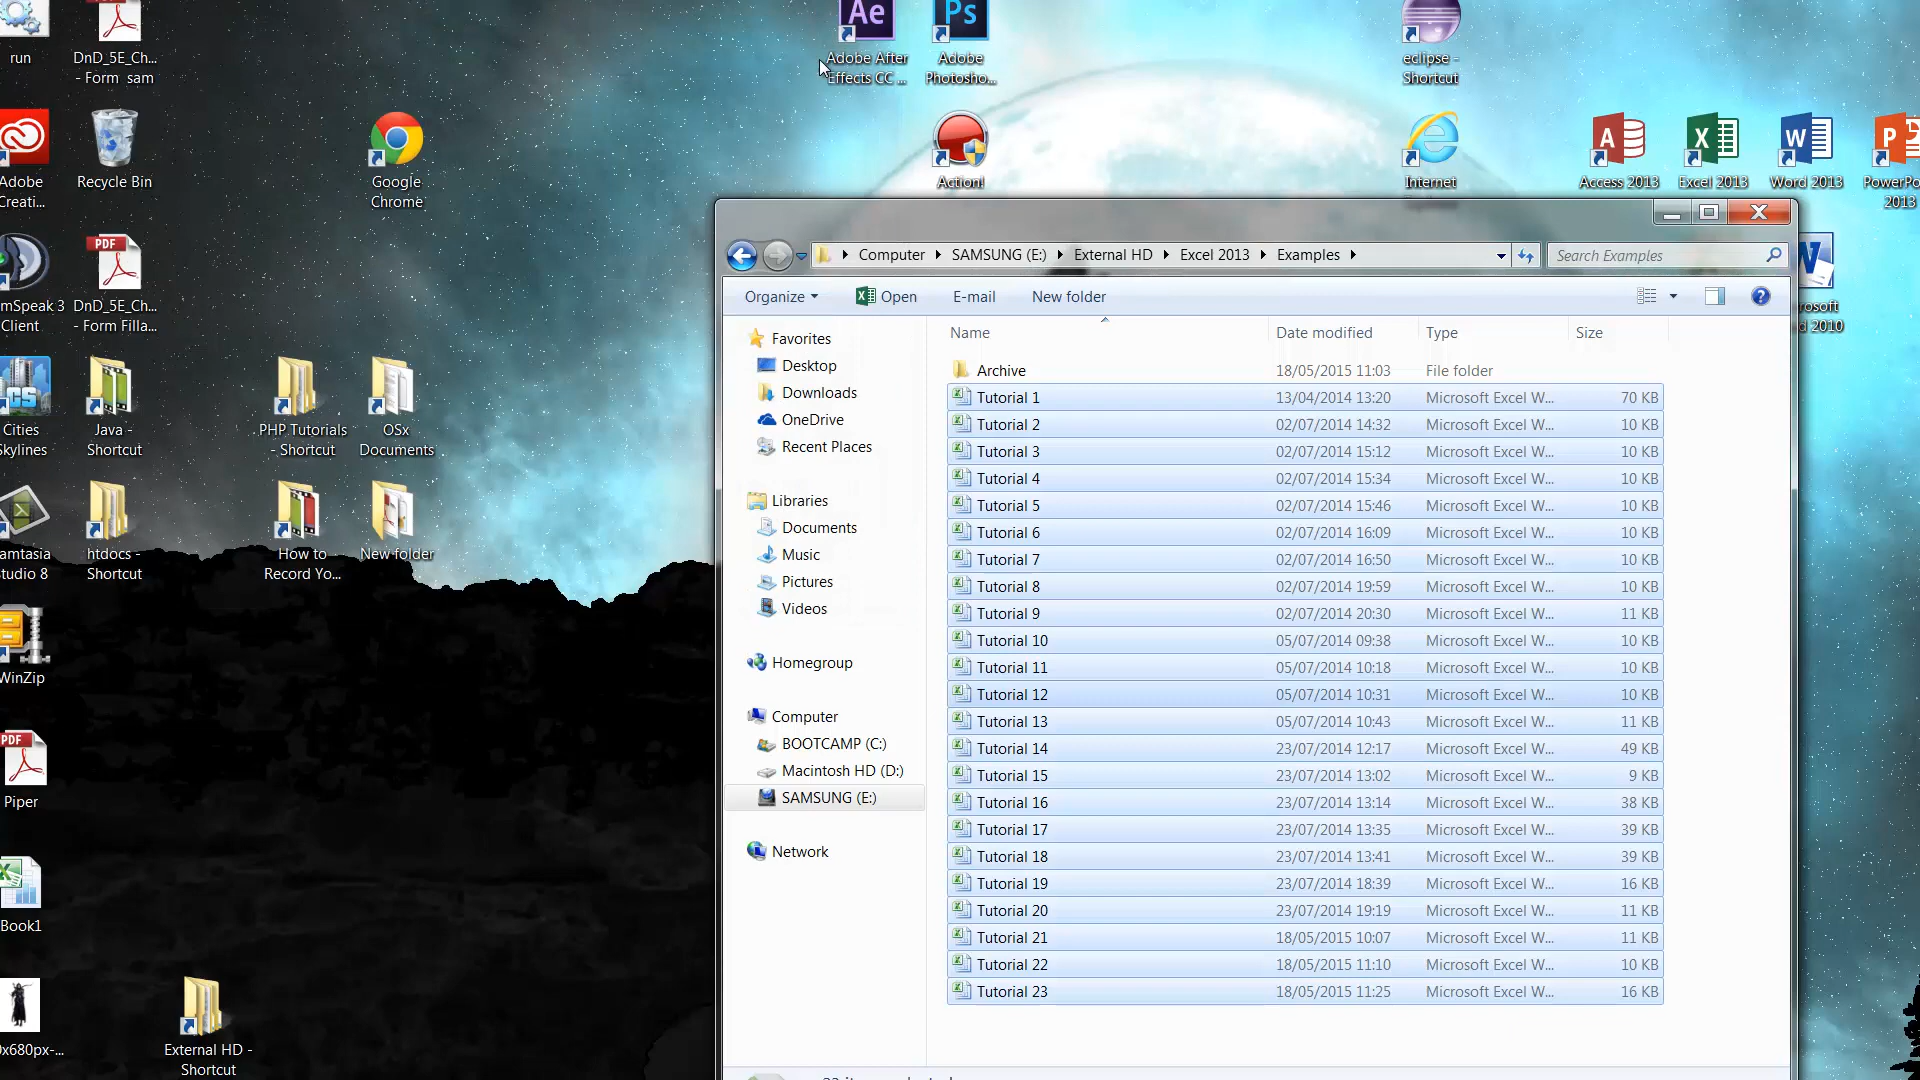 run
DnD_5E_Ch...
- Form sam
Ae
Adobe After
Effects CC ...
Ps
Adobe
Photosho...
eclipse -
Shortcut
Adobe
Creati...
Recycle Bin
Google
Chrome
Action!
Internet
Access 2013
Excel 2013
Word 2013
PowerPo
2013
mSpeak 3
Client
PDF
DnD_5E_Ch...
- Form Filla...
rosoft
d 2010
Cities
Skylines
Java -
Shortcut
PHP Tutorials
- Shortcut
OSx
Documents
amtasia
tudio 8
htdocs -
Shortcut
How to
Record Yo...
New folder
WinZip
PDF
Piper
Book1
0x680px-...
External HD -
Shortcut
Computer
SAMSUNG (E:)
External HD
Excel 2013
Examples
Search Examples
Organize
Open
E-mail
New folder
Favorites
Desktop
Downloads
OneDrive
Recent Places
Libraries
Documents
Music
Pictures
Videos
Homegroup
Computer
BOOTCAMP (C:)
Macintosh HD (D:)
SAMSUNG (E:)
Network
Name Date modified Type Size
Archive 18/05/2015 11:03 File folder
Tutorial 1 13/04/2014 13:20 Microsoft Excel W... 70 KB
Tutorial 2 02/07/2014 14:32 Microsoft Excel W... 10 KB
Tutorial 3 02/07/2014 15:12 Microsoft Excel W... 10 KB
Tutorial 4 02/07/2014 15:34 Microsoft Excel W... 10 KB
Tutorial 5 02/07/2014 15:46 Microsoft Excel W... 10 KB
Tutorial 6 02/07/2014 16:09 Microsoft Excel W... 10 KB
Tutorial 7 02/07/2014 16:50 Microsoft Excel W... 10 KB
Tutorial 8 02/07/2014 19:59 Microsoft Excel W... 10 KB
Tutorial 9 02/07/2014 20:30 Microsoft Excel W... 11 KB
Tutorial 10 05/07/2014 09:38 Microsoft Excel W... 10 KB
Tutorial 11 05/07/2014 10:18 Microsoft Excel W... 10 KB
Tutorial 12 05/07/2014 10:31 Microsoft Excel W... 10 KB
Tutorial 13 05/07/2014 10:43 Microsoft Excel W... 11 KB
Tutorial 14 23/07/2014 12:17 Microsoft Excel W... 49 KB
Tutorial 15 23/07/2014 13:02 Microsoft Excel W... 9 KB
Tutorial 16 23/07/2014 13:14 Microsoft Excel W... 38 KB
Tutorial 17 23/07/2014 13:35 Microsoft Excel W... 39 KB
Tutorial 18 23/07/2014 13:41 Microsoft Excel W... 39 KB
Tutorial 19 23/07/2014 18:39 Microsoft Excel W... 16 KB
Tutorial 20 23/07/2014 19:19 Microsoft Excel W... 11 KB
Tutorial 21 18/05/2015 10:07 Microsoft Excel W... 11 KB
Tutorial 22 18/05/2015 11:10 Microsoft Excel W... 10 KB
Tutorial 23 18/05/2015 11:25 Microsoft Excel W... 16 KB